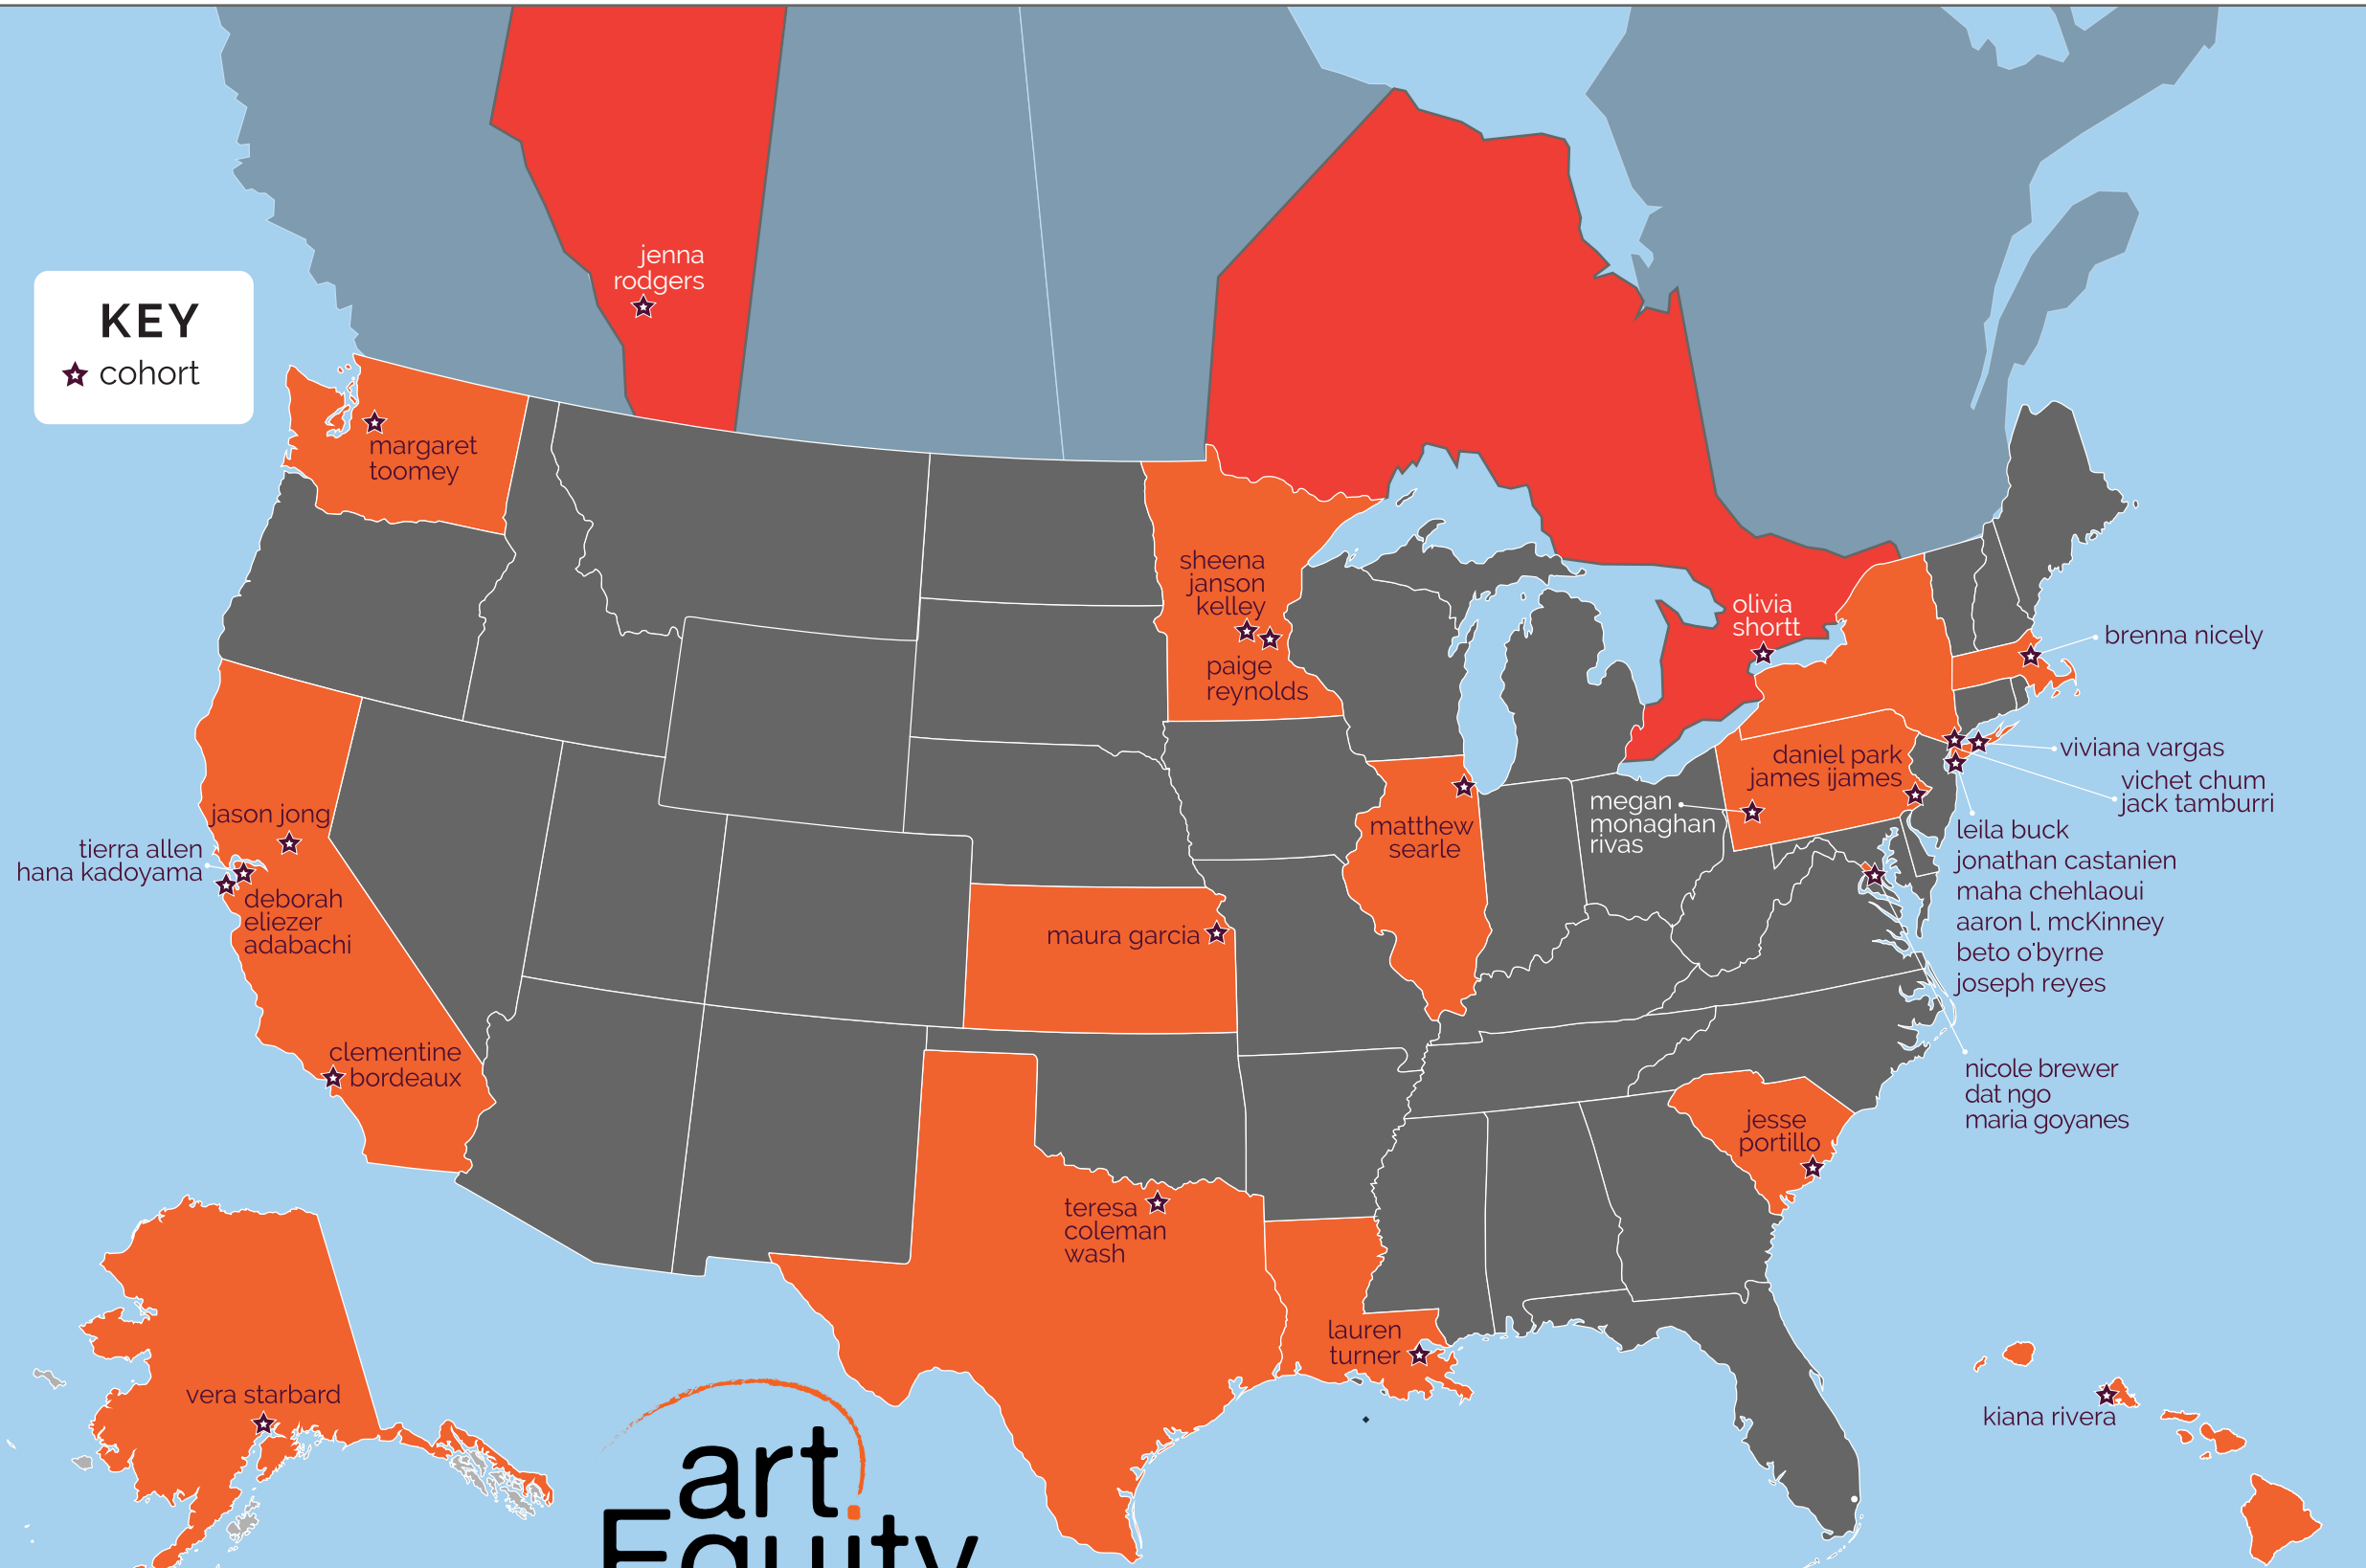 jenna
rodgers
KEY
cohort
margaret
toomey
sheena
janson
kelley
paige
reynolds
olivia
shortt
brenna nicely
viviana vargas
daniel park
james ijames
vichet chum
jack tamburri
megan
monaghan
rivas
jason jong
matthew
searle
tierra allen
hana kadoyama
deborah
eliezer
adabachi
leila buck
jonathan castanien
maha chehlaoui
aaron l. mcKinney
beto o'byrne
joseph reyes
maura garcia
clementine
bordeaux
nicole brewer
dat ngo
maria goyanes
jesse
portillo
teresa
coleman
wash
lauren
turner
vera starbard
kiana rivera
art
Equity